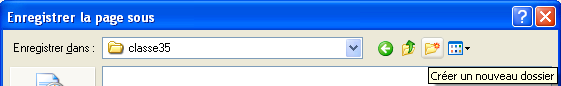 Enregistrer la page sous
Enregistrer dans : classe35
Créer un nouveau dossier